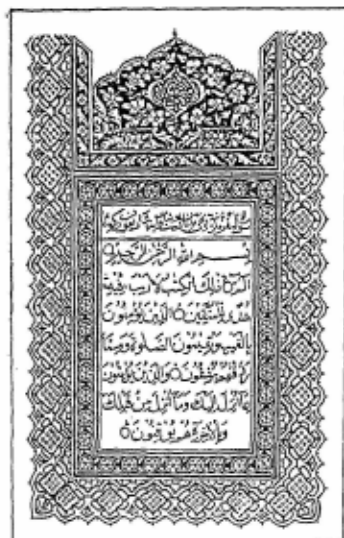 بسم الله الرحمن الرحيم
الم ذلك الكتب لا ريب فيه
هدى للمتقين ۝ الذين يؤمنون
بالغيب ويقيمون الصلوة ومما
رزقنهم ينفقون ۝ والذين يؤمنون
بما انزل اليك وما انزل من قبلك
وبالاخرة هم يوقنون ۝